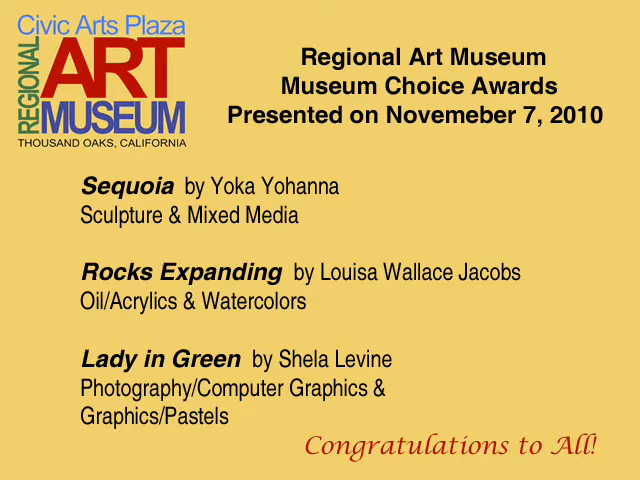 Civic Arts Plaza
REGIONAL
ART
MUSEUM
THOUSAND OAKS, CALIFORNIA
Regional Art Museum
Museum Choice Awards
Presented on Novemeber 7, 2010
Sequoia by Yoka Yohanna
Sculpture & Mixed Media
Rocks Expanding by Louisa Wallace Jacobs
Oil/Acrylics & Watercolors
Lady in Green by Shela Levine
Photography/Computer Graphics &
Graphics/Pastels
Congratulations to All!